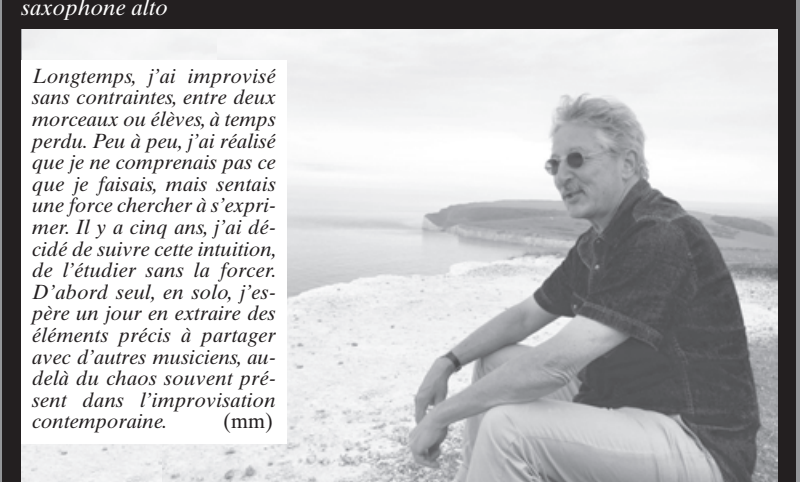 saxophone alto
Longtemps, j'ai improvisé
sans contraintes, entre deux
morceaux ou élèves, à temps
perdu. Peu à peu, j'ai réalisé
que je ne comprenais pas ce
que je faisais, mais sentais
une force chercher à s'expri-
mer. Il y a cinq ans, j'ai dé-
cidé de suivre cette intuition,
de l'étudier sans la forcer.
D'abord seul, en solo, j'es-
père un jour en extraire des
éléments précis à partager
avec d'autres musiciens, au-
delà du chaos souvent pré-
sent dans l'improvisation
contemporaine. (mm)